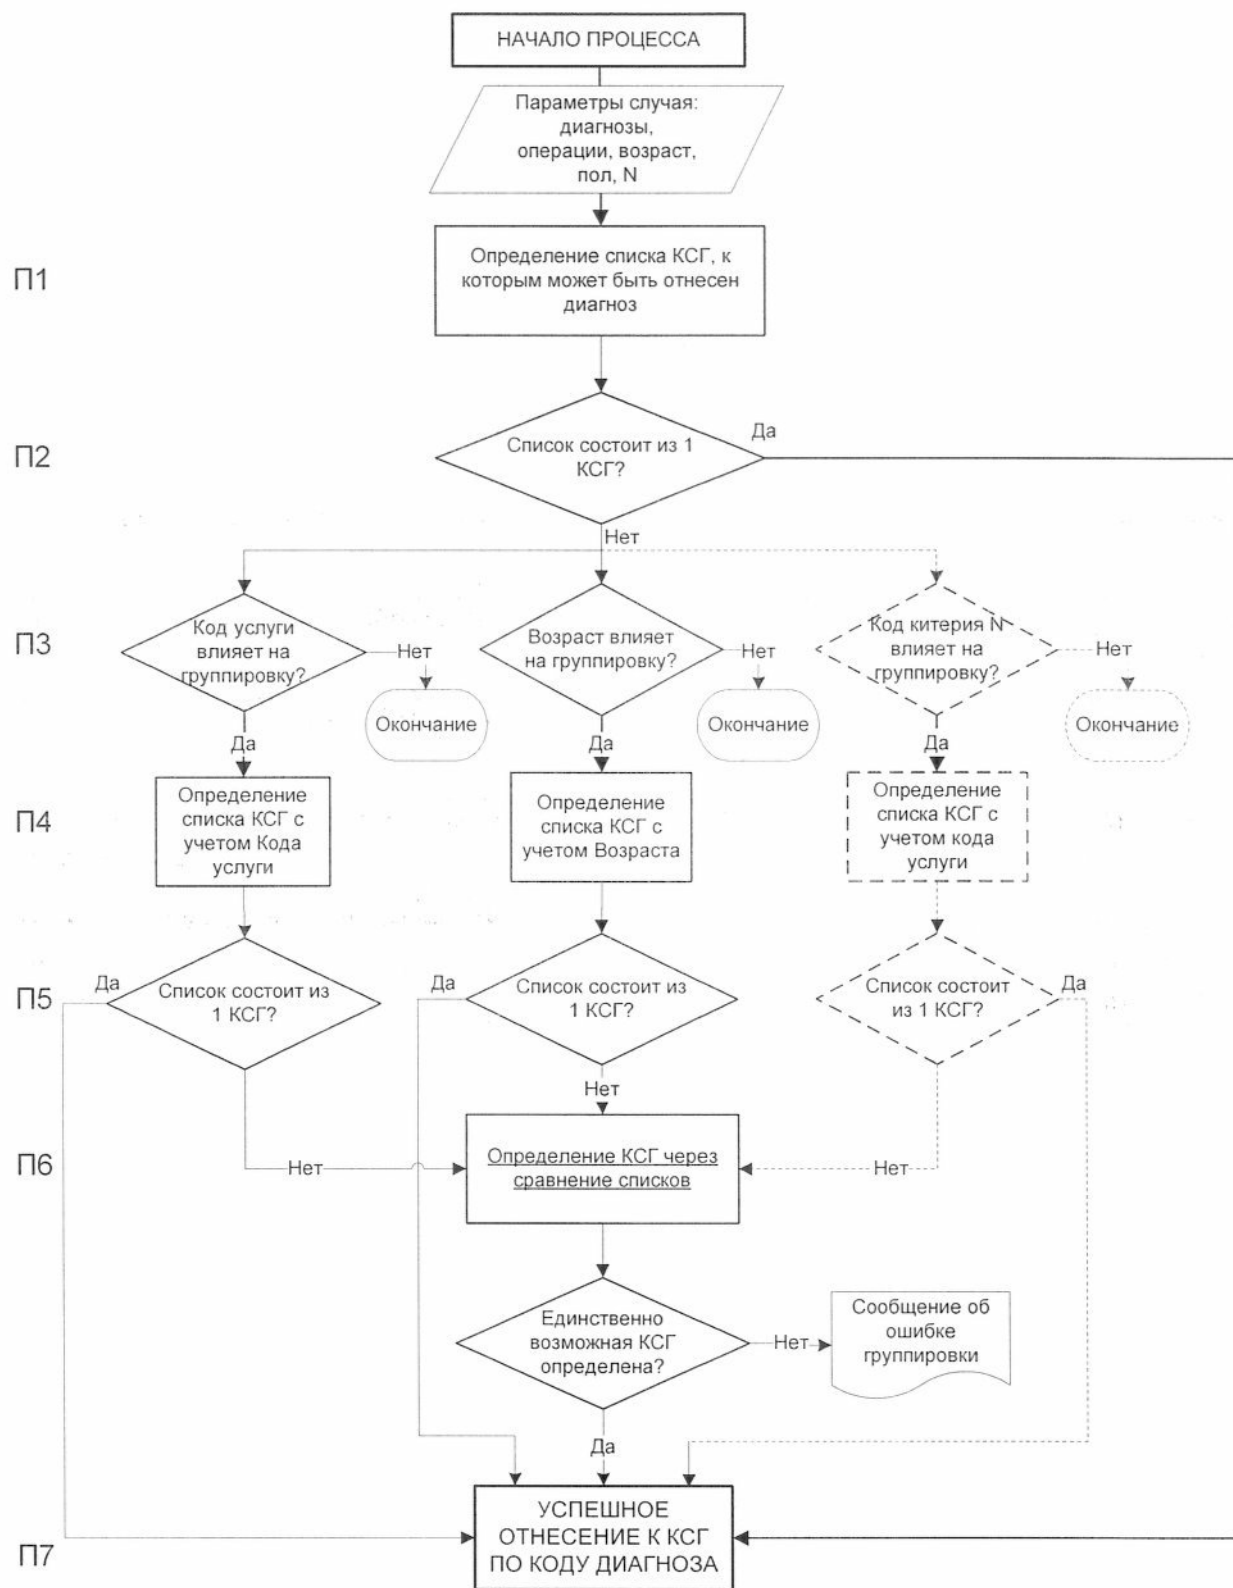 НАЧАЛО ПРОЦЕССА
Параметры случая:
диагнозы,
операции, возраст,
пол, N
П1
Определение списка КСГ, к
которым может быть отнесен
диагноз
П2
Список состоит из 1
КСГ?
Да
Нет
П3
Код услуги
влияет на
группировку?
Нет
Окончание
Да
Возраст влияет
на группировку?
Нет
Окончание
Да
Код китерия N
влияет на
группировку?
Нет
Окончание
Да
П4
Определение
списка КСГ с
учетом Кода
услуги
Определение
списка КСГ с
учетом Возраста
Определение
списка КСГ с
учетом кода
услуги
П5
Да
Список состоит из
1 КСГ?
Да
Список состоит из
1 КСГ?
Нет
Список состоит
из 1 КСГ?
Да
П6
Нет
Определение КСГ через
сравнение списков
Нет
Единственно
возможная КСГ
определена?
Нет
Сообщение об
ошибке
группировки
Да
П7
УСПЕШНОЕ
ОТНЕСЕНИЕ К КСГ
ПО КОДУ ДИАГНОЗА